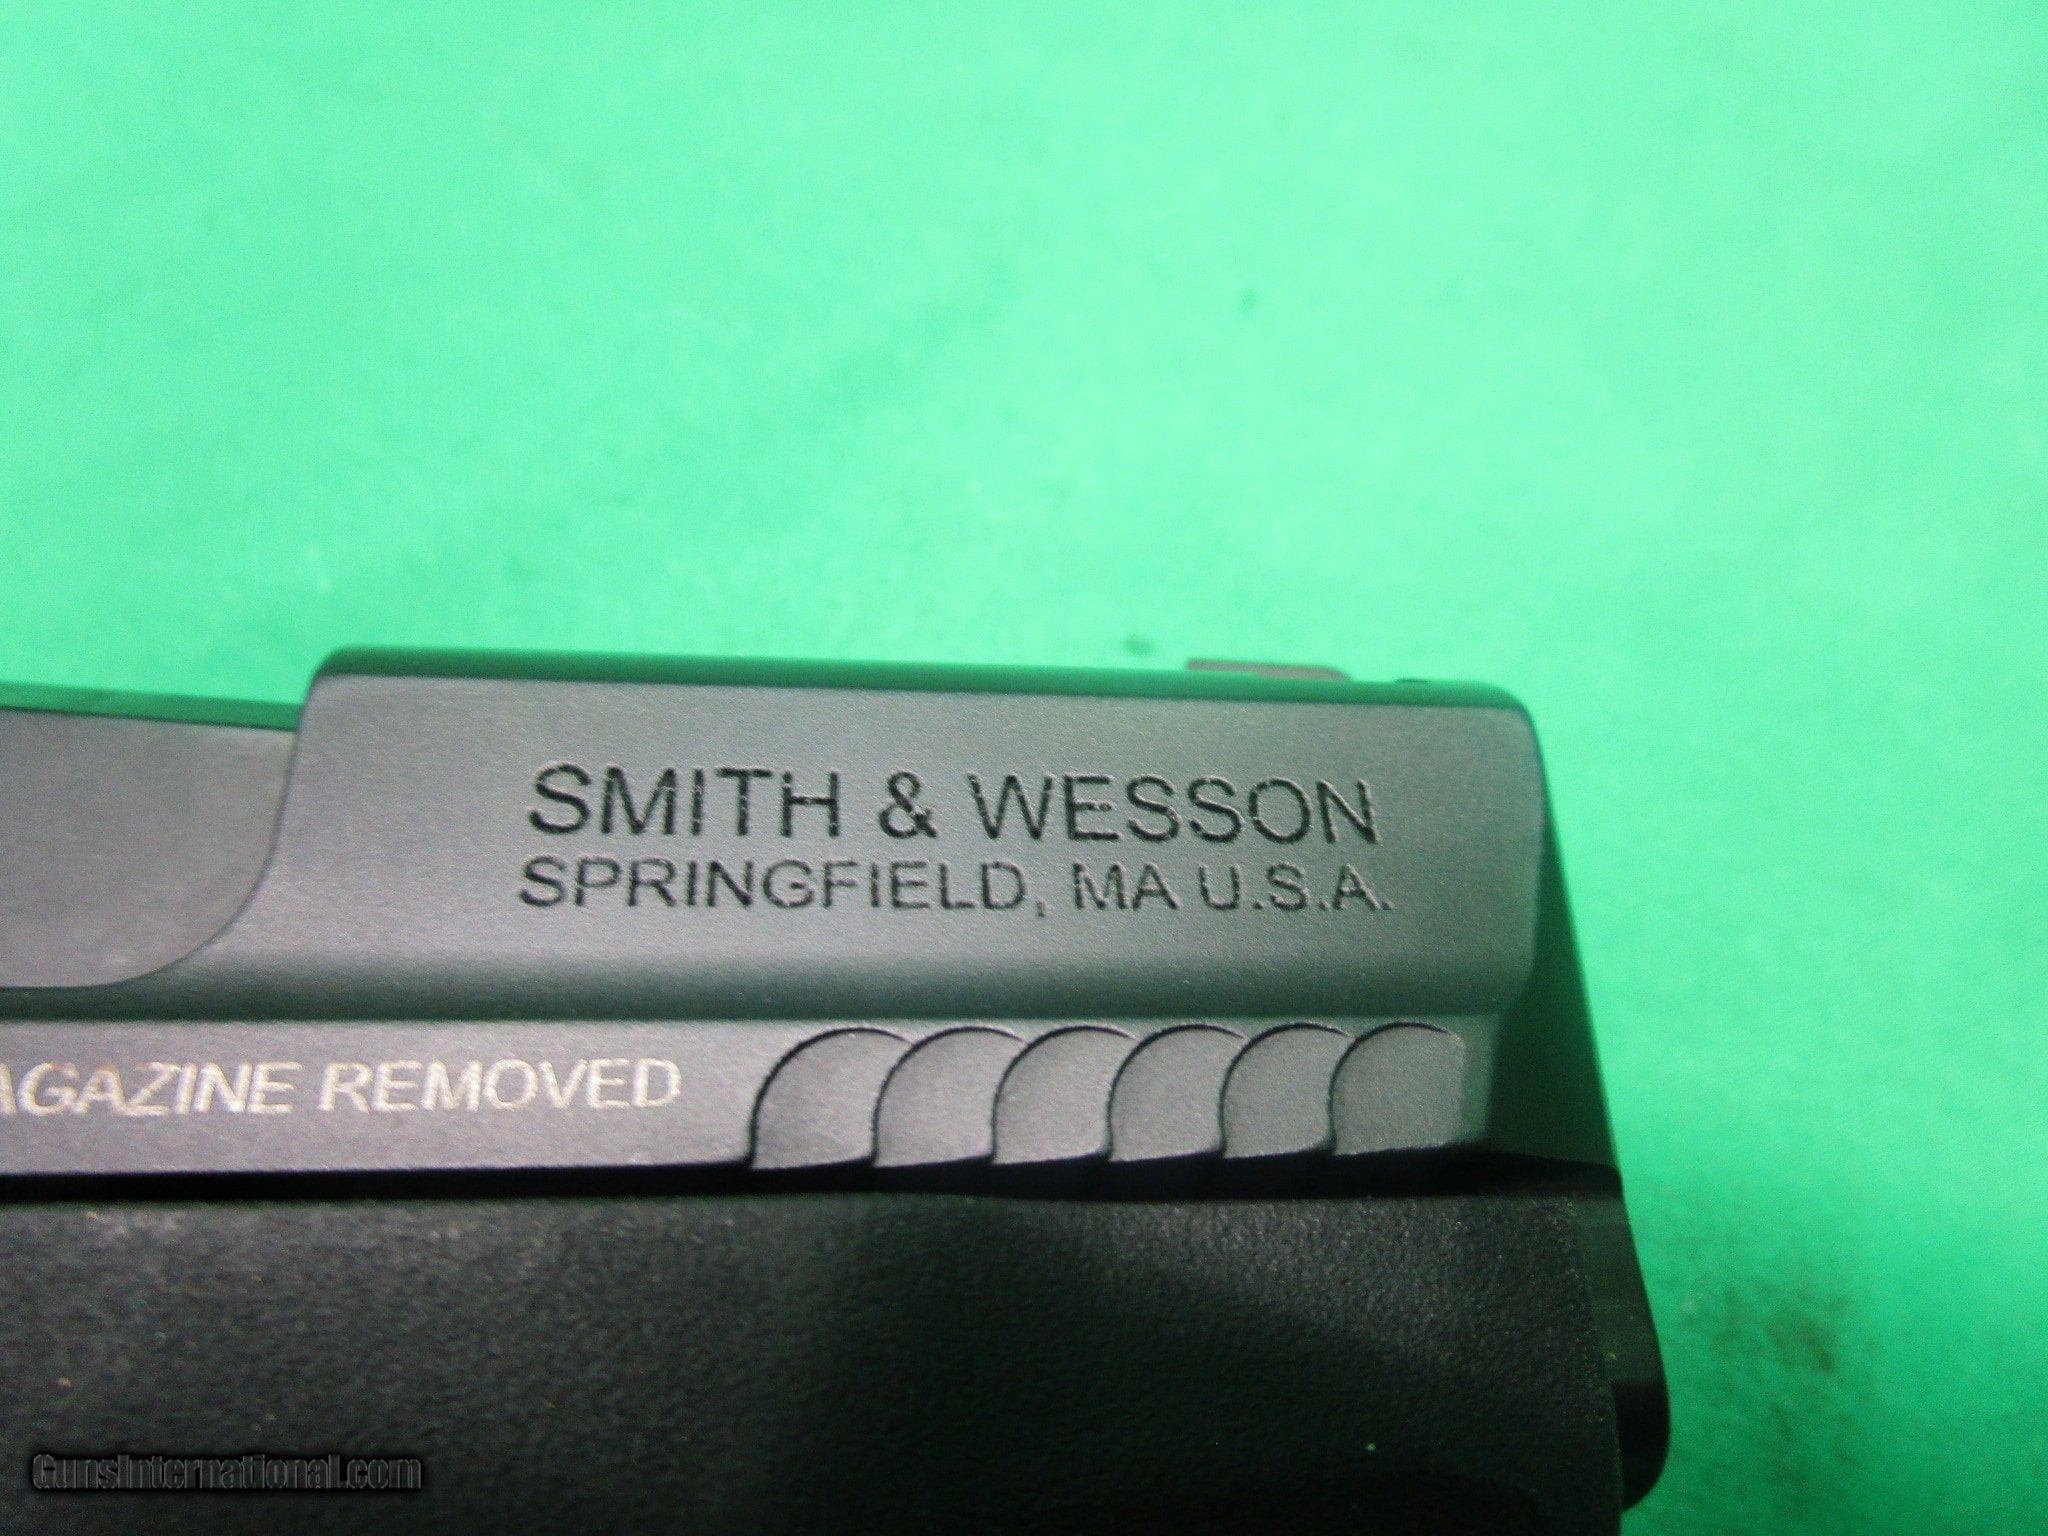 SMITH & WESSON
SPRINGFIELD, MA U.S.A.
AGAZINE REMOVED
GunsInternational.com